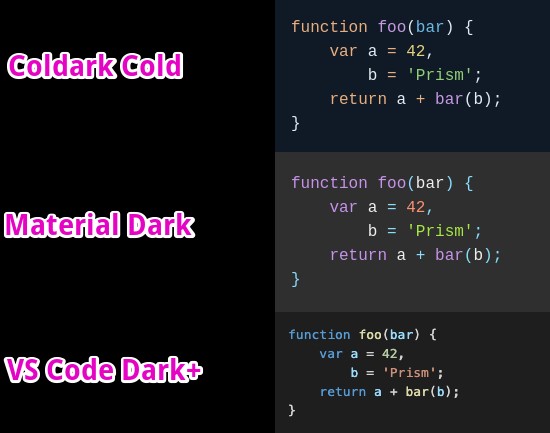 Coldark Cold
function foo(bar) {
    var a = 42,
        b = 'Prism';
    return a + bar(b);
}
Material Dark
function foo(bar) {
    var a = 42,
        b = 'Prism';
    return a + bar(b);
}
VS Code Dark+
function foo(bar) {
    var a = 42,
        b = 'Prism';
    return a + bar(b);
}